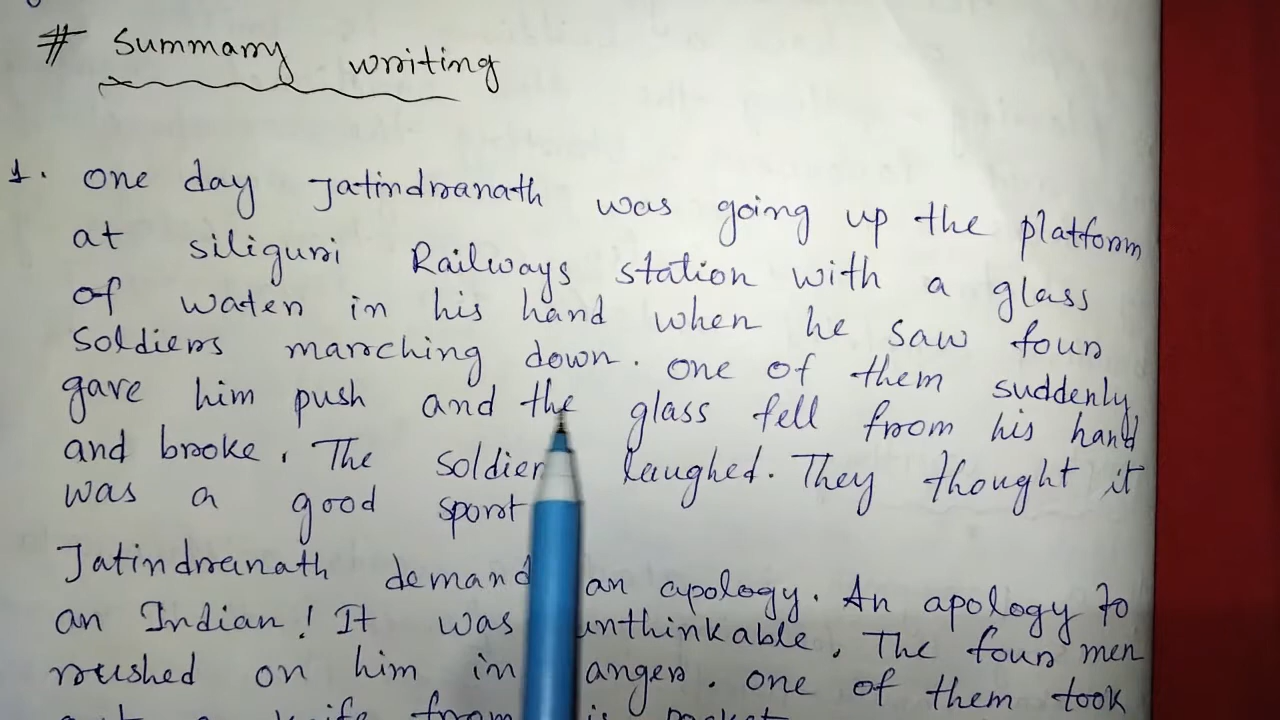 # Summary writing
1. One day Jatindranath was going up the platform
at siliguri Railways station with a glass
of water in his hand when he saw four
soldiers marching down. One of them suddenly
gave him push and the glass fell from his hand
and broke. The soldier laughed. They thought it
was a good sport
Jatindranath demand an apology. An apology to
an Indian! It was unthinkable. The four men
rushed on him in anger. One of them took
knife from pocket